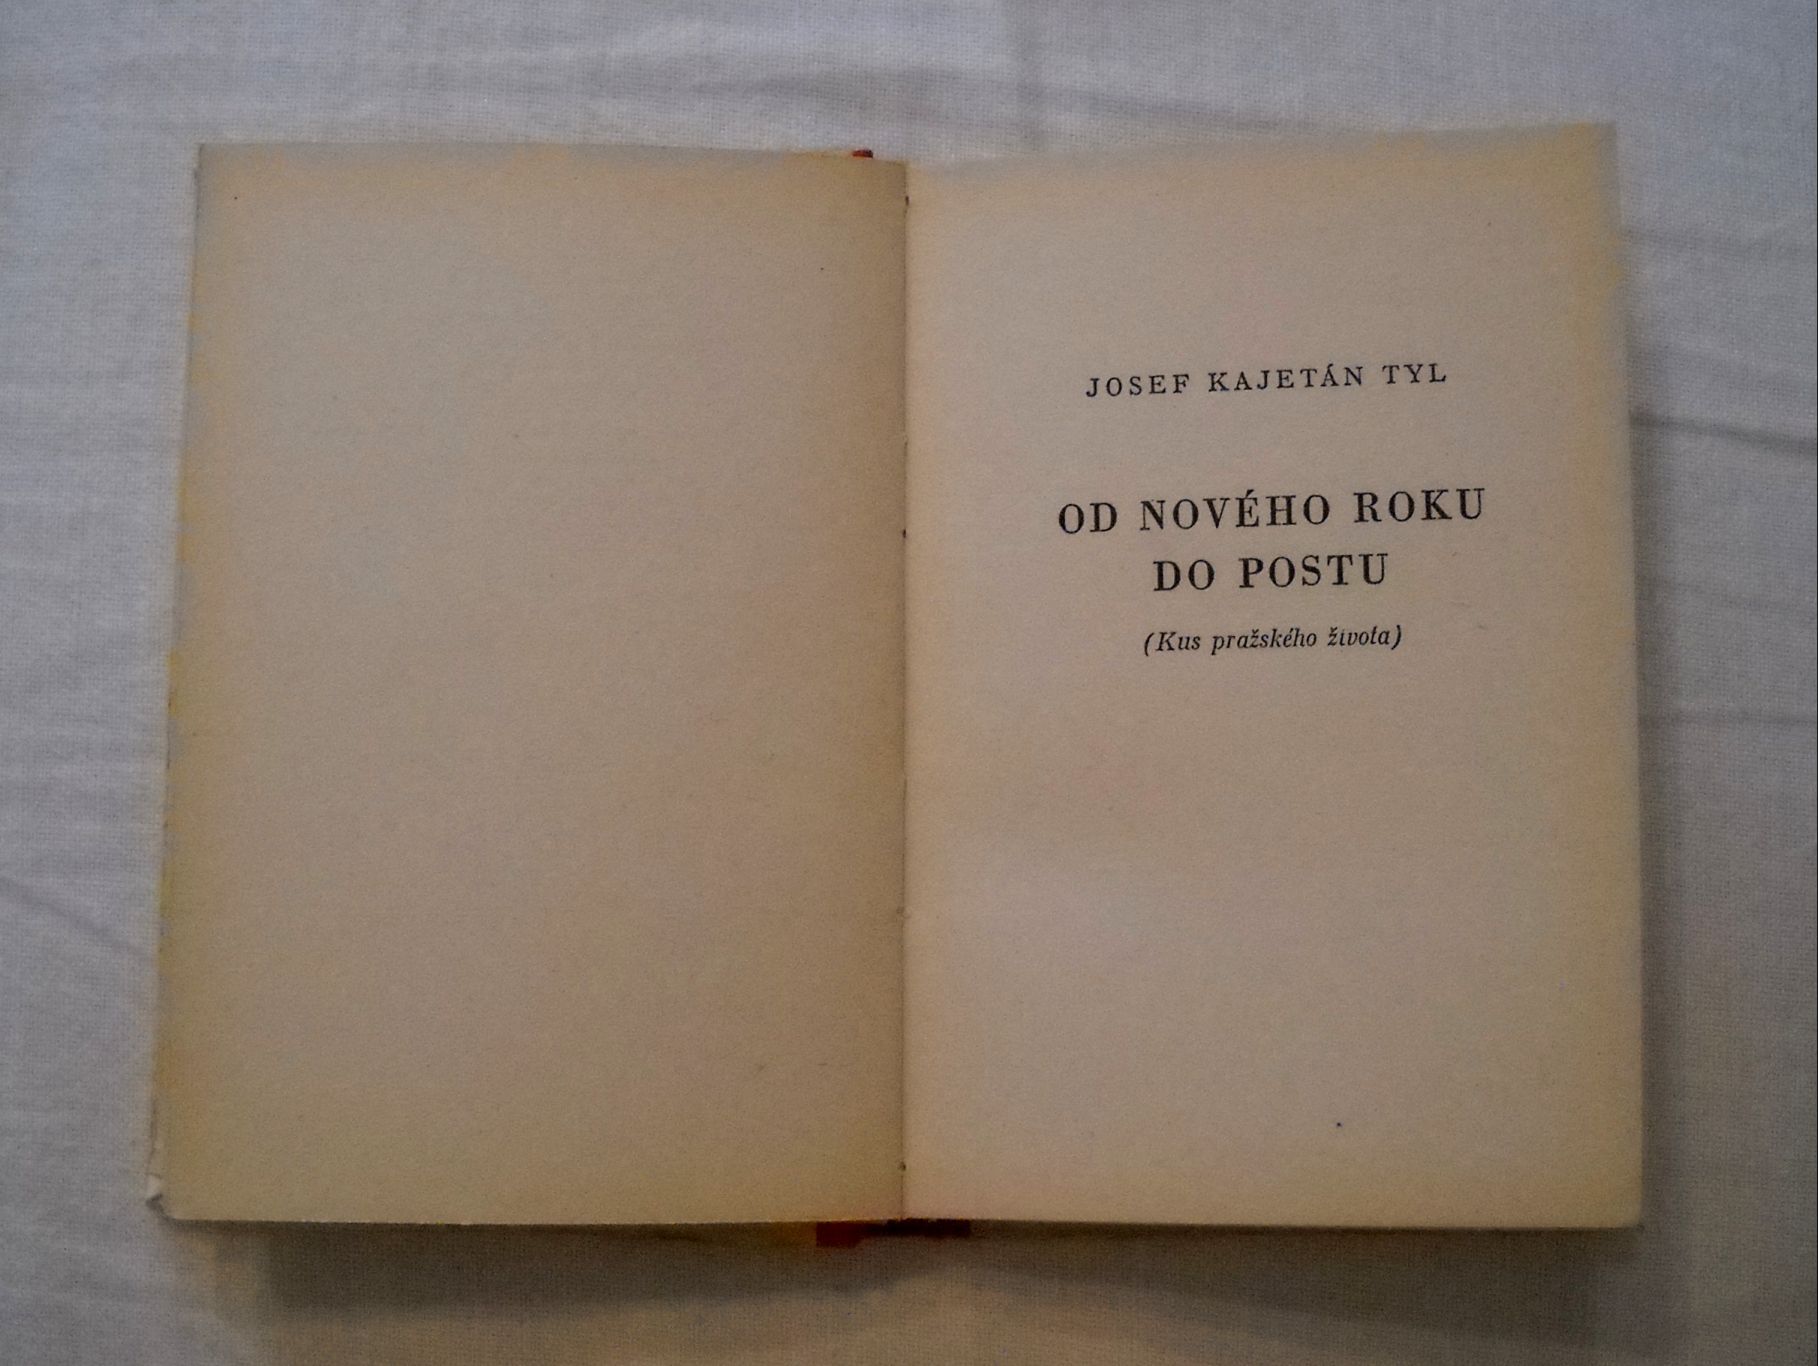 JOSEF KAJETÁN TYL
OD NOVÉHO ROKU
DO POSTU
(Kus pražského života)